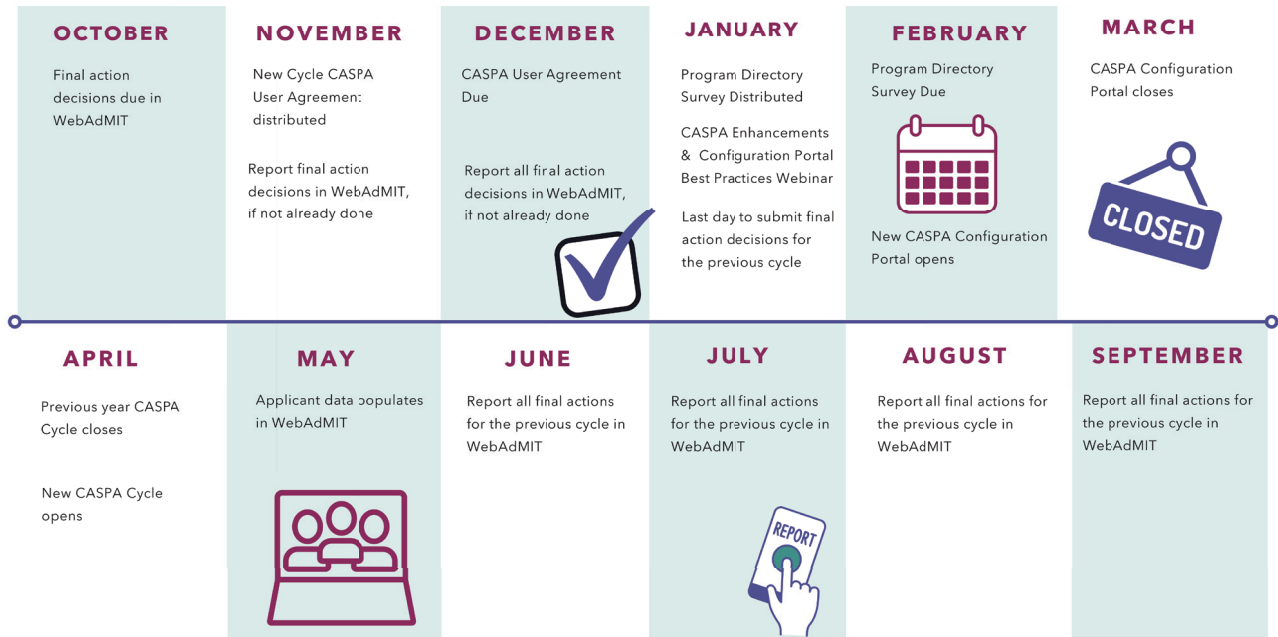 OCTOBER
Final action
decisions due in
WebAdMIT
NOVEMBER
New Cycle CASPA
User Agreemen:
distributed
Report final action
decisions in WebAdMIT,
if not already done
DECEMBER
CASPA User Agreement
Due
Report all final action
decisions in WebAdMIT,
if not already done
JANUARY
Program Directory
Survey Distributed
CASPA Enhancements
& Configuration Portal
Best Practices Webinar
Last day to submit final
action decisions for
the previous cycle
FEBRUARY
Program Directory
Survey Due
New CASPA Configuration
Portal opens
MARCH
CASPA Configuration
Portal closes
CLOSED
APRIL
Previous year CASPA
Cycle closes
New CASPA Cycle
opens
MAY
Applicant data populates
in WebAdMIT
JUNE
Report all final actions
for the previous cycle in
WebAdMIT
JULY
Report all final actions
for the previous cycle in
WebAdMIT
REPORT
AUGUST
Report all final actions for
the previous cycle in
WebAdMIT
SEPTEMBER
Report all final actions for
the previous cycle in
WebAdMIT